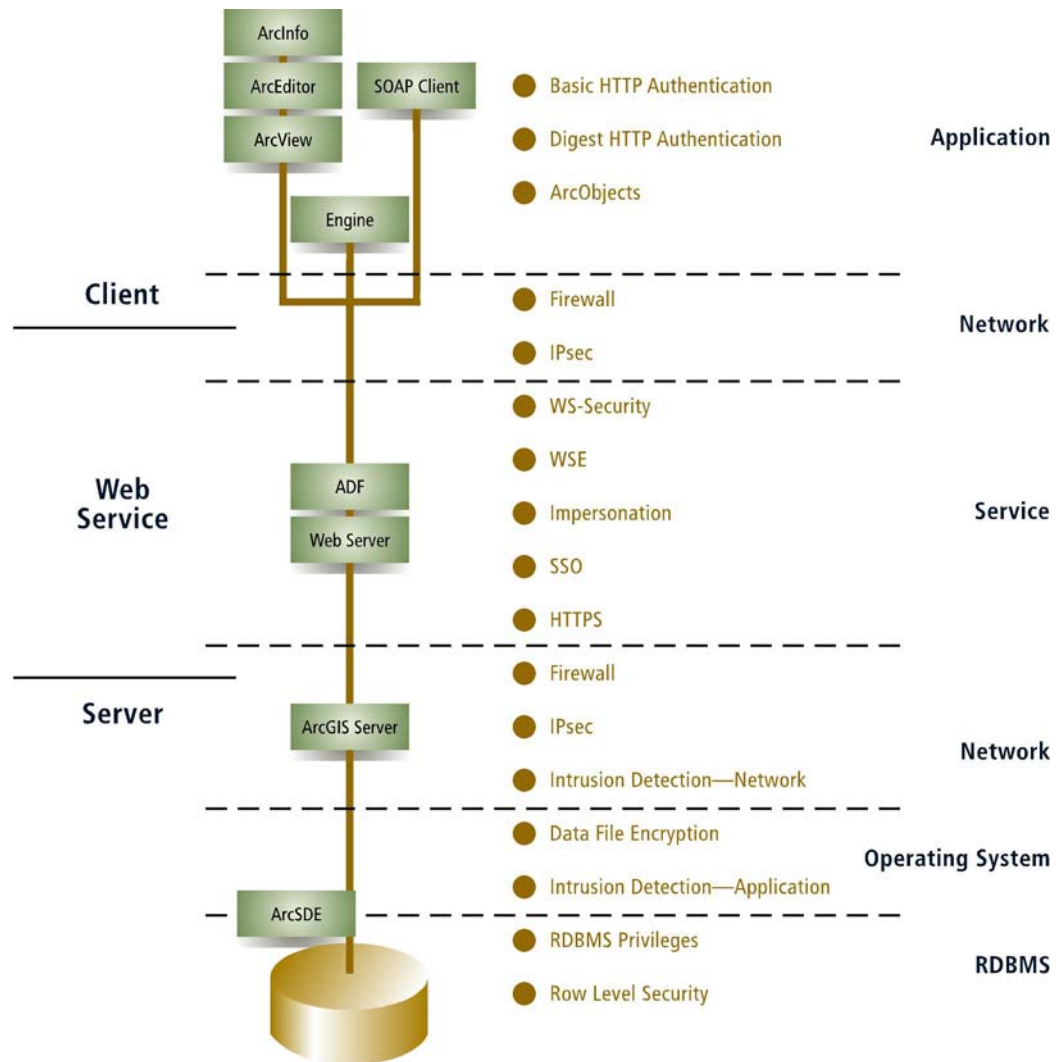 ArcInfo
ArcEditor
SOAP Client
Basic HTTP Authentication
ArcView
Digest HTTP Authentication
Application
ArcObjects
Engine
Client
Firewall
Network
IPsec
WS-Security
WSE
ADF
Web
Service
Impersonation
Service
Web Server
SSO
HTTPS
Firewall
Server
ArcGIS Server
IPsec
Network
Intrusion Detection—Network
Data File Encryption
Operating System
Intrusion Detection—Application
ArcSDE
RDBMS Privileges
RDBMS
Row Level Security